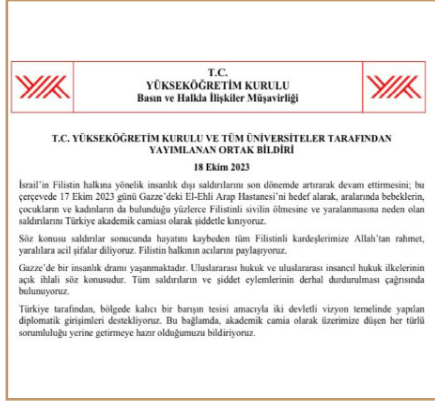 T.C.
YÜKSEKÖĞRETİM KURULU
Basın ve Halkla İlişkiler Müşavirliği
T.C. YÜKSEKÖĞRETİM KURULU VE TÜM ÜNİVERSİTELER TARAFINDAN
YAYIMLANAN ORTAK BİLDİRİ
18 Ekim 2023
İsrail'in Filistin halkına yönelik insanlık dışı saldırılarını son dönemde artırarak devam ettirmesini; bu
çerçevede 17 Ekim 2023 günü Gazze'deki El-Ehli Arap Hastanesi'ni hedef alarak, aralarında bebeklerin,
çocukların ve kadınların da bulunduğu yüzlerce Filistinli sivilin ölmesine ve yaralanmasına neden olan
saldırılarını Türkiye akademik camiası olarak şiddetle kınıyoruz.
Söz konusu saldırılar sonucunda hayatını kaybeden tüm Filistinli kardeşlerimize Allah'tan rahmet,
yaralılara acil şifalar diliyoruz. Filistin halkının acılarını paylaşıyoruz.
Gazze'de bir insanlık dramı yaşanmaktadır. Uluslararası hukuk ve uluslararası insancıl hukuk ilkelerinin
açık ihlali söz konusudur. Tüm saldırıların ve şiddet eylemlerinin derhal durdurulması çağrısında
bulunuyoruz.
Türkiye tarafından, bölgede kalıcı bir barışın tesisi amacıyla iki devletli vizyon temelinde yapılan
diplomatik girişimleri destekliyoruz. Bu bağlamda, akademik camia olarak üzerimize düşen her türlü
sorumluluğu yerine getirmeye hazır olduğumuzu bildiriyoruz.